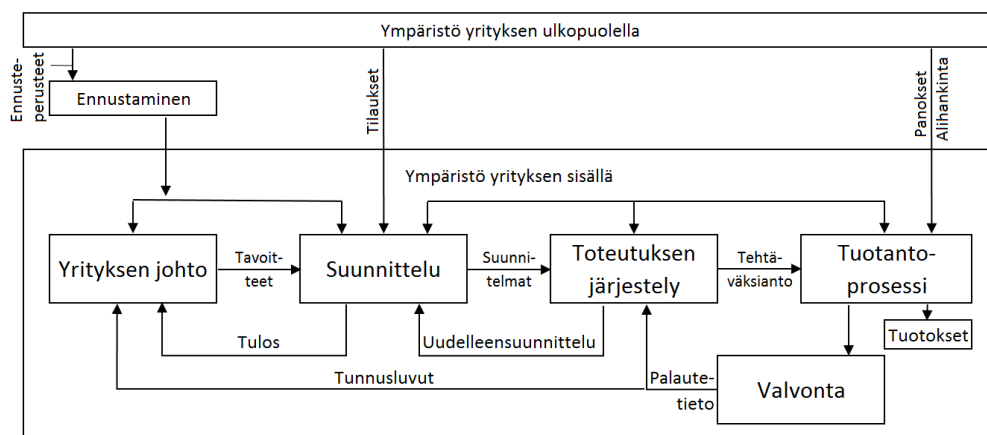 Ympäristö yrityksen ulkopuolella
Ennuste-
perusteet
Ennustaminen
Tilaukset
Panokset
Alihankinta
Ympäristö yrityksen sisällä
Yrityksen johto
Tavoit-
teet
Suunnittelu
Suunni-
telmat
Toteutuksen
järjestely
Tehtä-
väksianto
Tuotanto-
prosessi
Tuotokset
Tulos
Uudelleensuunnittelu
Tunnusluvut
Palaute-
tieto
Valvonta